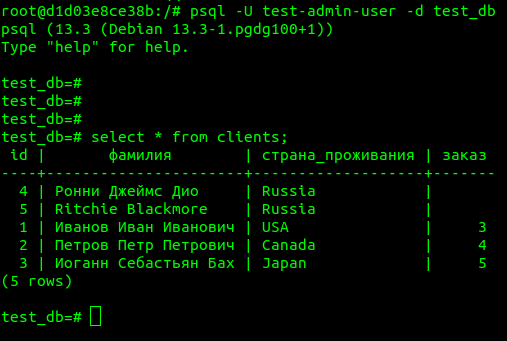 root@d1d03e8ce38b:/# psql -U test-admin-user -d test_db
psql (13.3 (Debian 13.3-1.pgdg100+1))
Type "help" for help.
test_db=#
test_db=#
test_db=#
test_db=# select * from clients;
 id |       фамилия        | страна_проживания | заказ
----+----------------------+-------------------+-------
  4 | Ронни Джеймс Дио     | Russia            |
  5 | Ritchie Blackmore    | Russia            |
  1 | Иванов Иван Иванович | USA               |     3
  2 | Петров Петр Петрович | Canada            |     4
  3 | Иоганн Себастьян Бах | Japan             |     5
(5 rows)
test_db=#